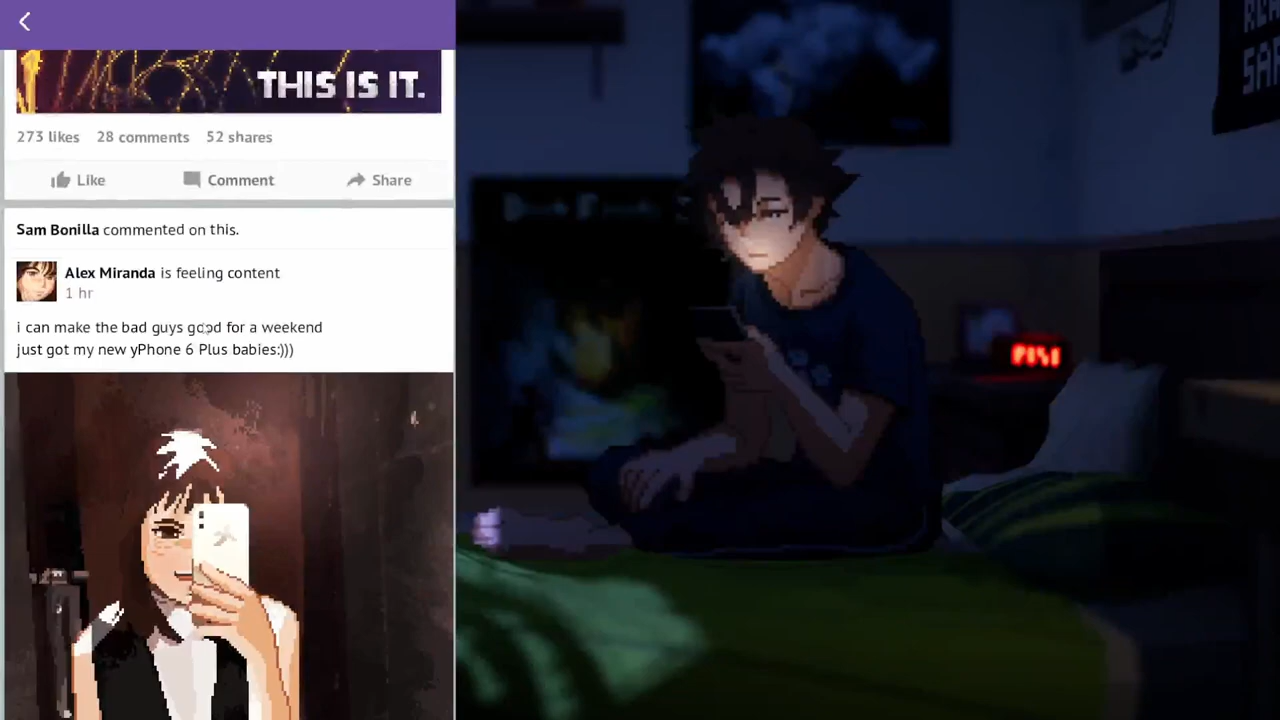 THIS IS IT.
273 likes 28 comments 52 shares
Like Comment Share
Sam Bonilla commented on this.
Alex Miranda is feeling content
1 hr
i can make the bad guys good for a weekend
just got my new yPhone 6 Plus babies:)))